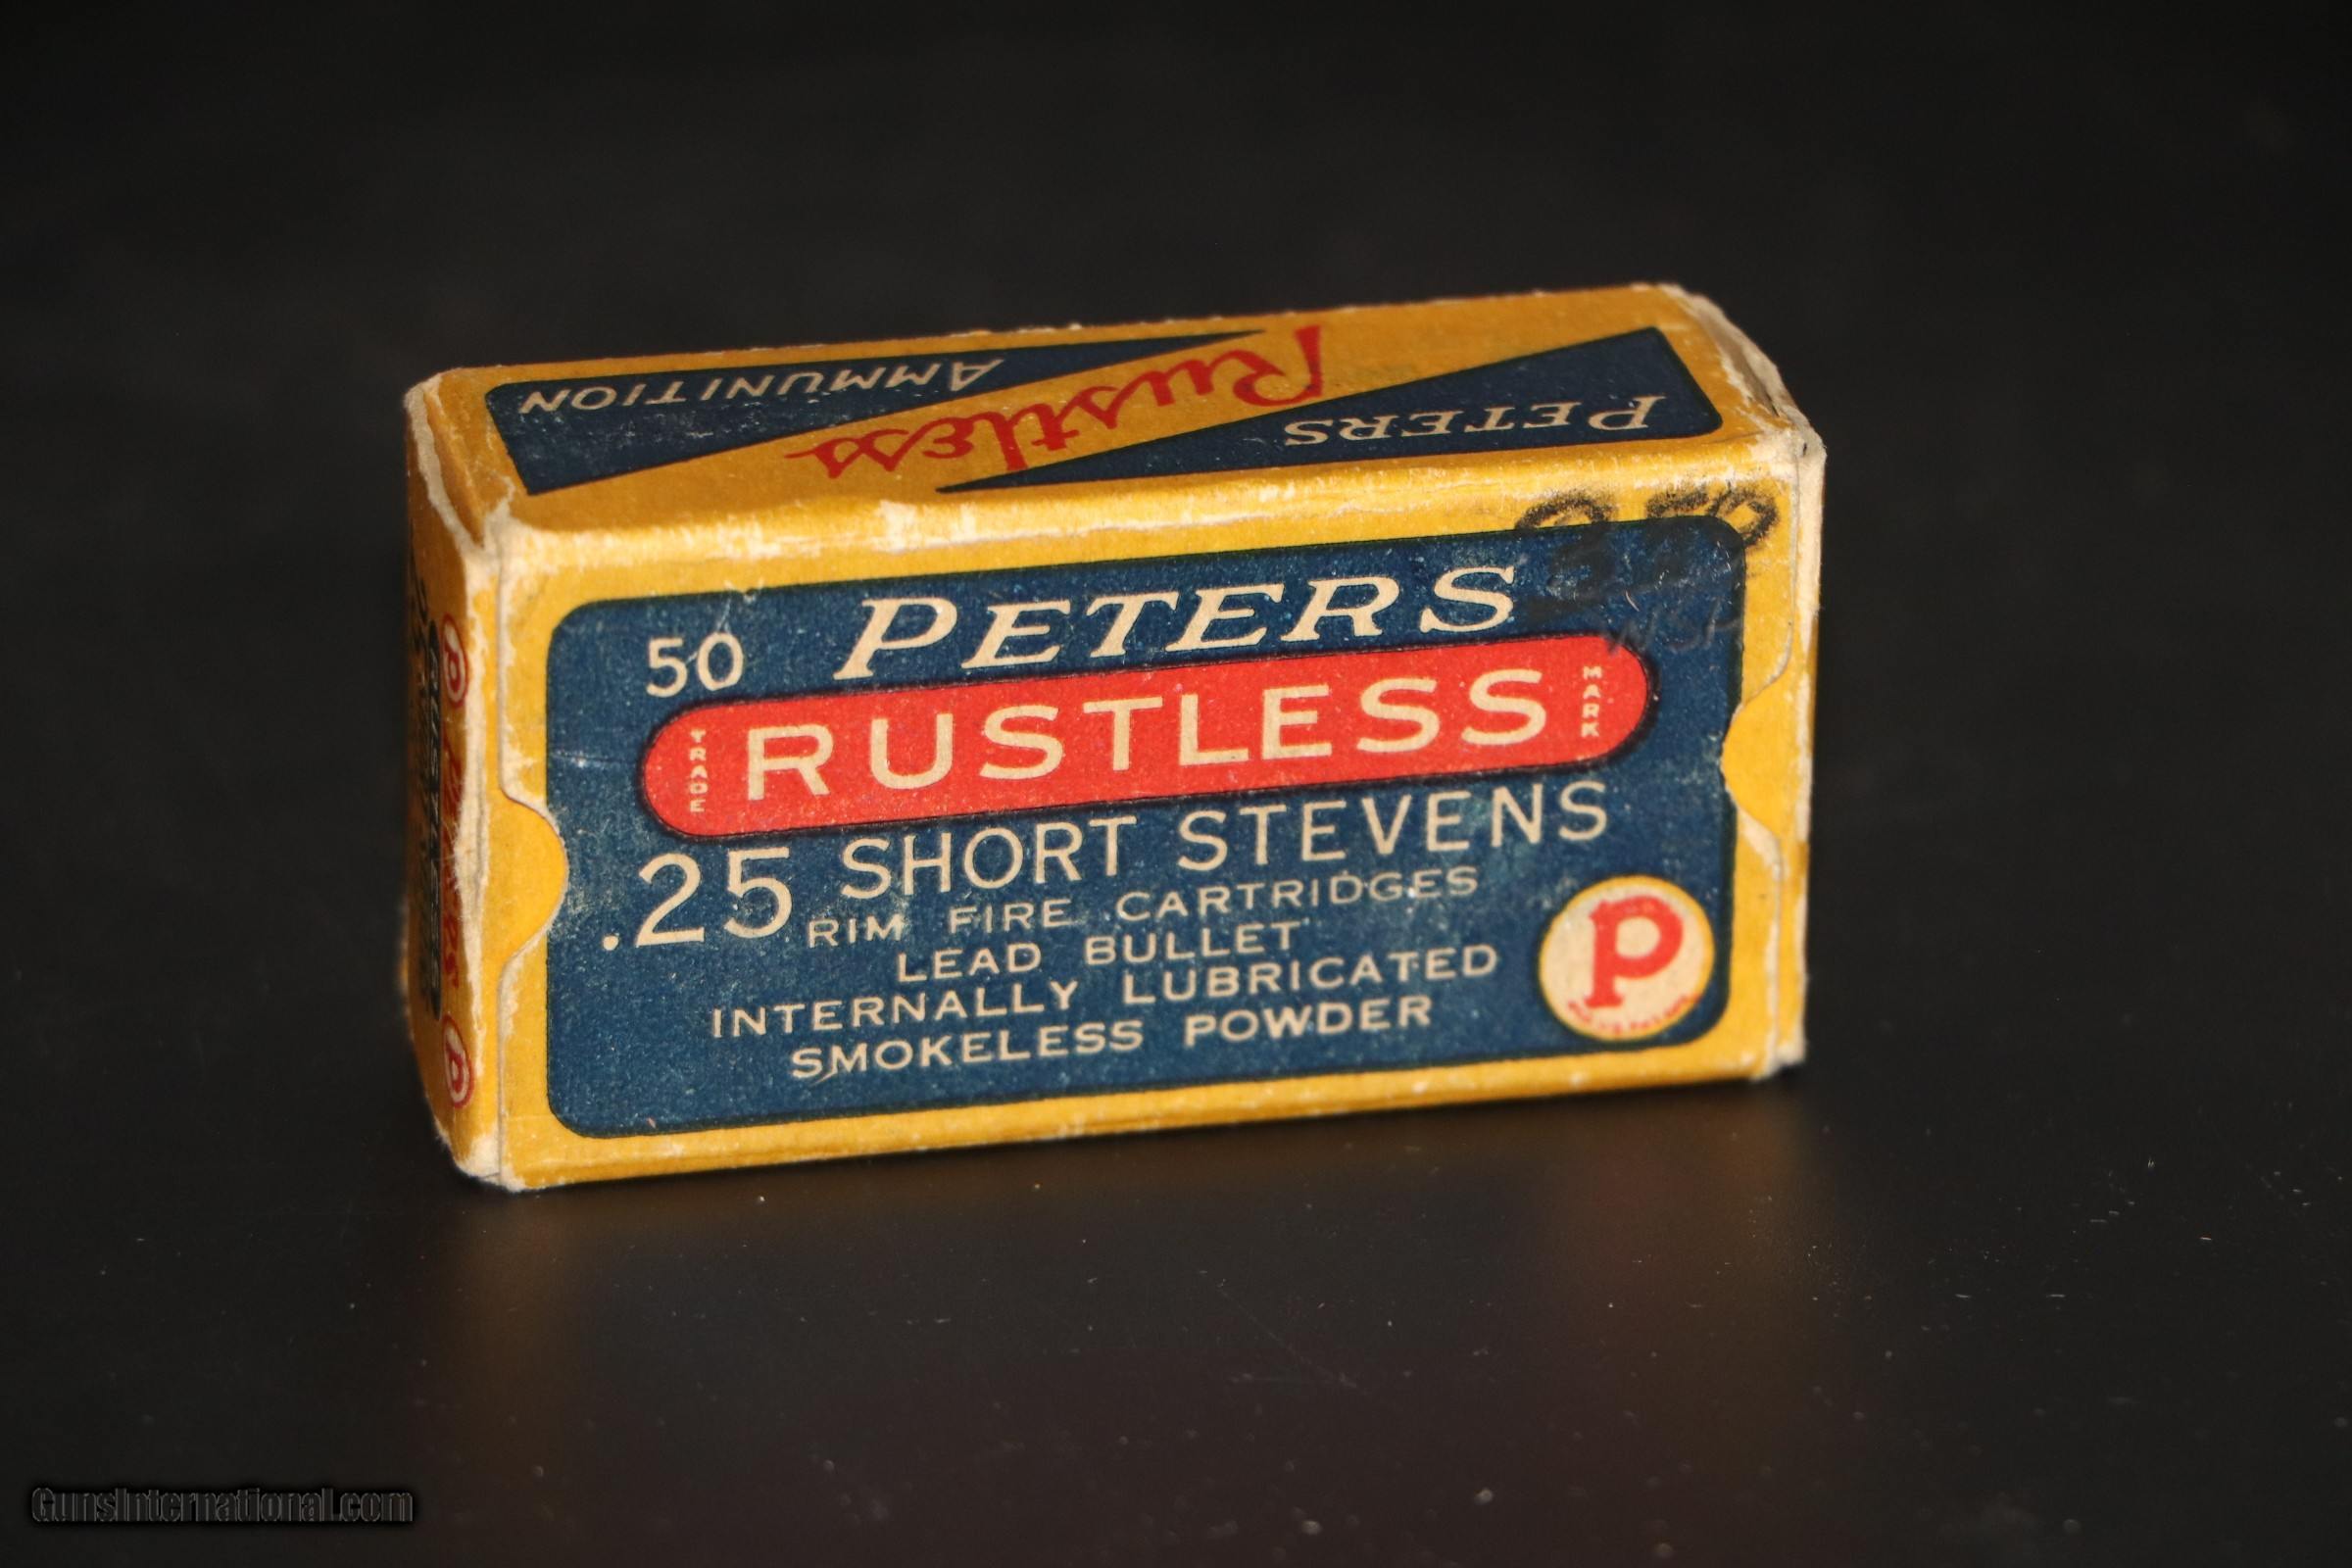 AMMUNITION
Rustless
PETERS
50 PETERS
TRADE RUSTLESS MARK
.25 SHORT STEVENS
RIM FIRE CARTRIDGES
LEAD BULLET
INTERNALLY LUBRICATED
SMOKELESS POWDER
P
P
P
GunsInternational.com